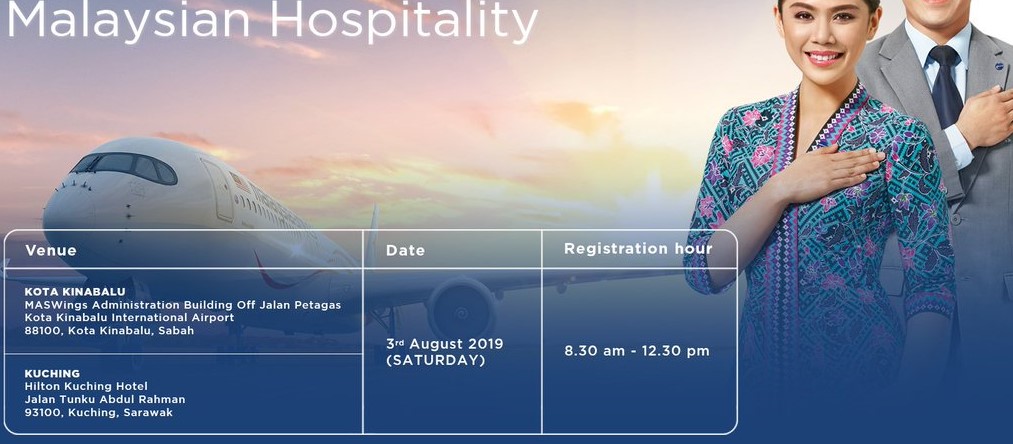 Malaysian Hospitality
Venue
Date
Registration hour
KOTA KINABALU
MASWings Administration Building Off Jalan Petagas
Kota Kinabalu International Airport
88100, Kota Kinabalu, Sabah
3rd August 2019
(SATURDAY)
8.30 am - 12.30 pm
KUCHING
Hilton Kuching Hotel
Jalan Tunku Abdul Rahman
93100, Kuching, Sarawak